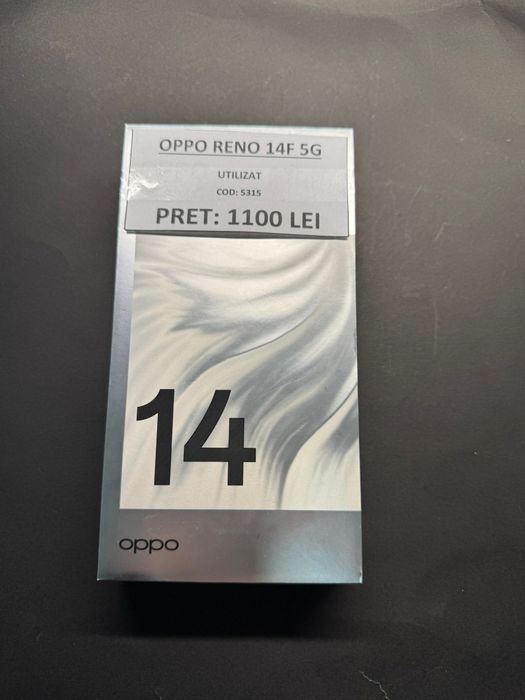 OPPO RENO 14F 5G
UTILIZAT
COD: 5315
PRET: 1100 LEI
14
oppo